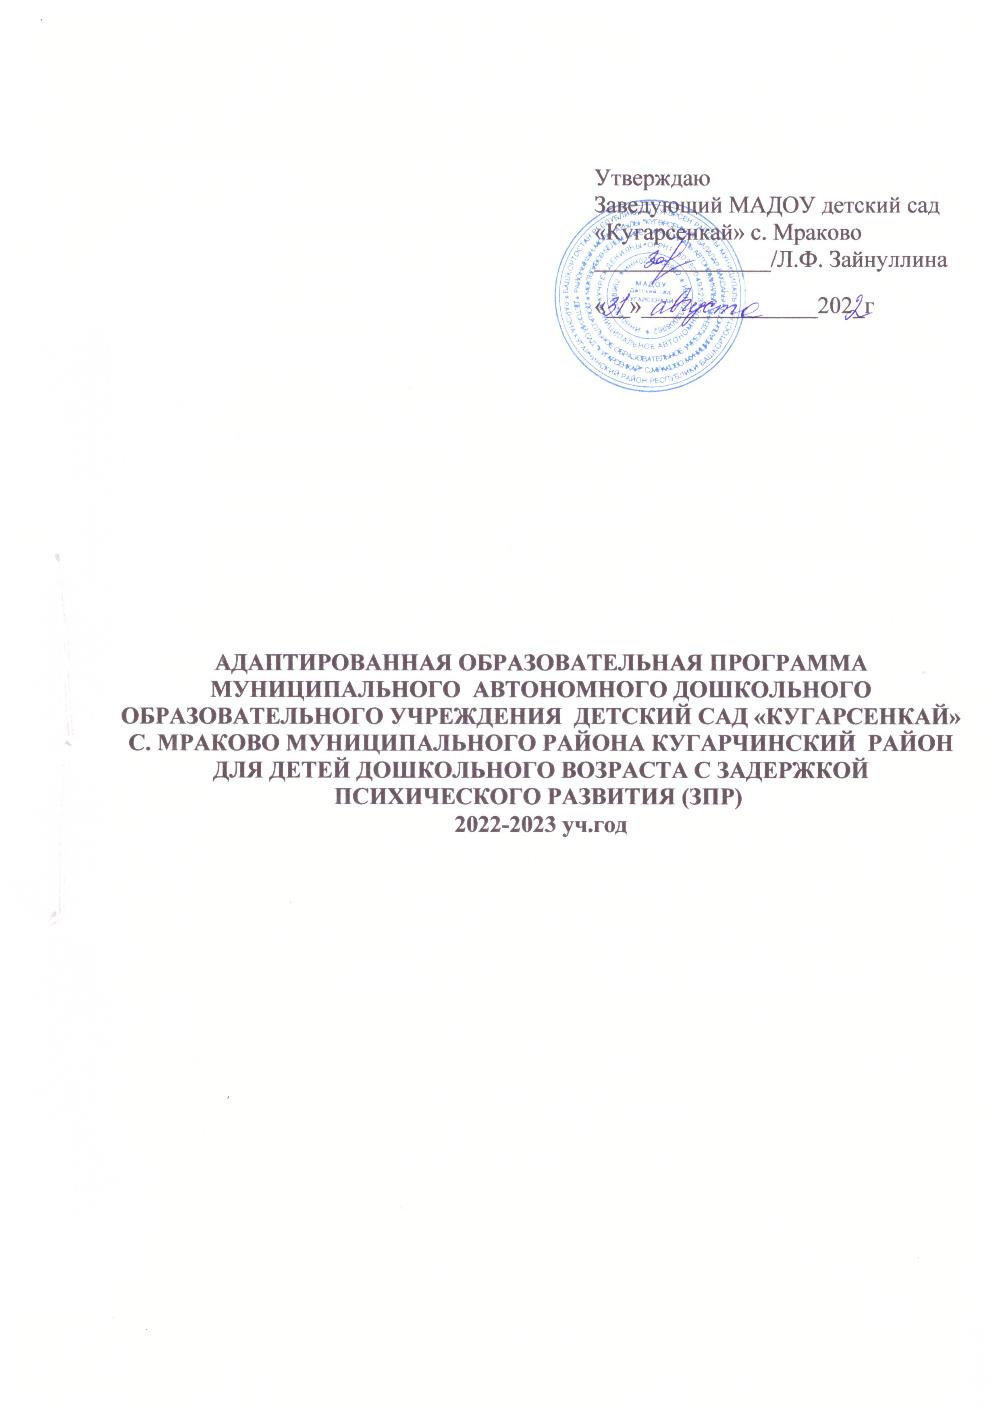 Утверждаю
Заведующий МАДОУ детский сад
«Кугарсенкай» с. Мраково
_______________/Л.Ф. Зайнуллина
«31» августа 2022г
МАДОУ
АДАПТИРОВАННАЯ ОБРАЗОВАТЕЛЬНАЯ ПРОГРАММА
МУНИЦИПАЛЬНОГО АВТОНОМНОГО ДОШКОЛЬНОГО
ОБРАЗОВАТЕЛЬНОГО УЧРЕЖДЕНИЯ ДЕТСКИЙ САД «КУГАРСЕНКАЙ»
С. МРАКОВО МУНИЦИПАЛЬНОГО РАЙОНА КУГАРЧИНСКИЙ РАЙОН
ДЛЯ ДЕТЕЙ ДОШКОЛЬНОГО ВОЗРАСТА С ЗАДЕРЖКОЙ
ПСИХИЧЕСКОГО РАЗВИТИЯ (ЗПР)
2022-2023 уч.год